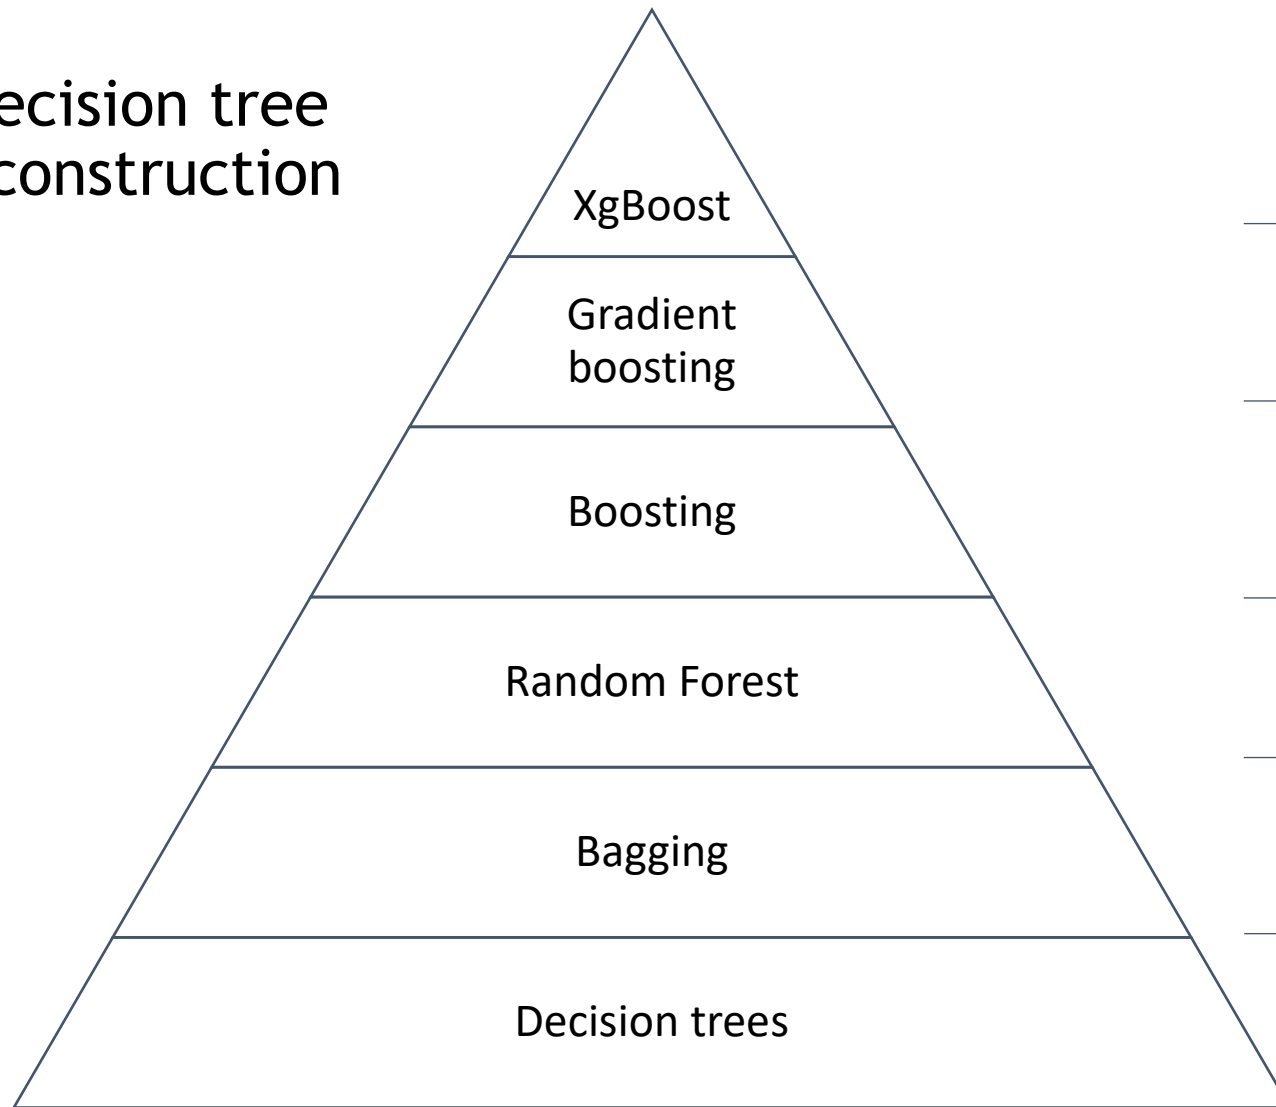 ecision tree
construction
XgBoost
Gradient
boosting
Boosting
Random Forest
Bagging
Decision trees